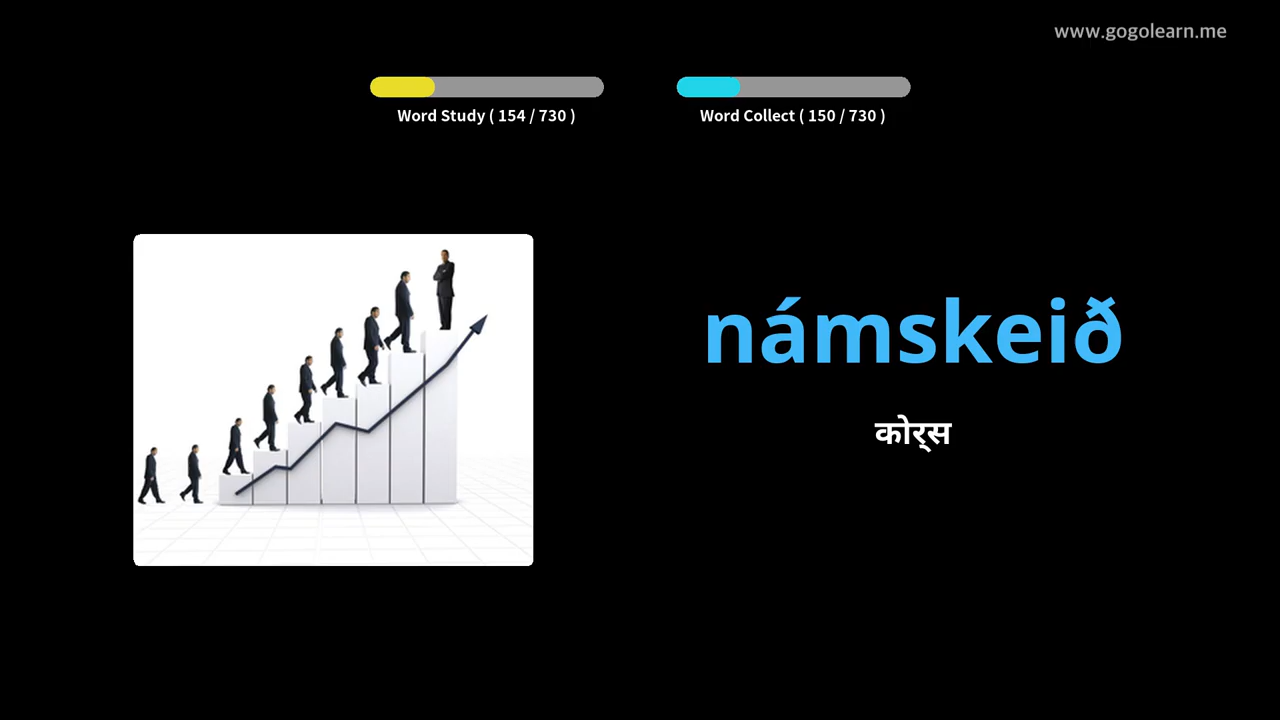 www.gogolearn.me
Word Study ( 154 / 730 )
Word Collect ( 150 / 730 )
námskeið
कोर्स